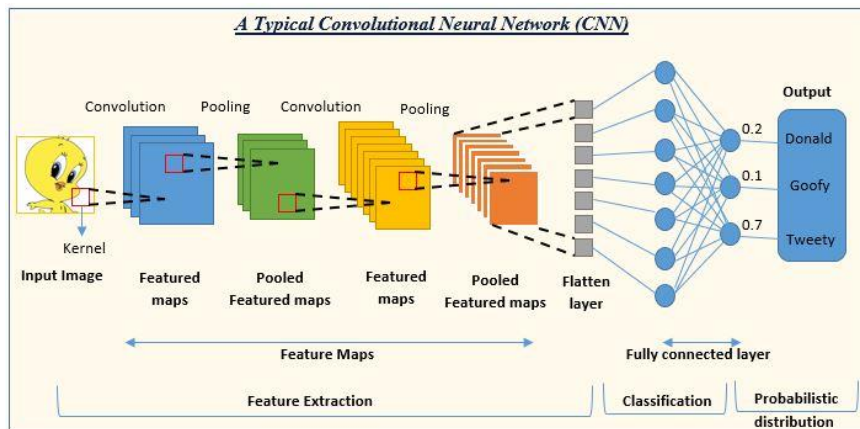 A Typical Convolutional Neural Network (CNN)
Convolution
Pooling
Convolution
Pooling
Output
0.2
Donald
0.1
Goofy
0.7
Tweety
Kernel
Input Image
Featured
maps
Pooled
Featured maps
Featured
maps
Pooled
Featured maps
Flatten
layer
Feature Maps
Fully connected layer
Feature Extraction
Classification
Probabilistic
distribution